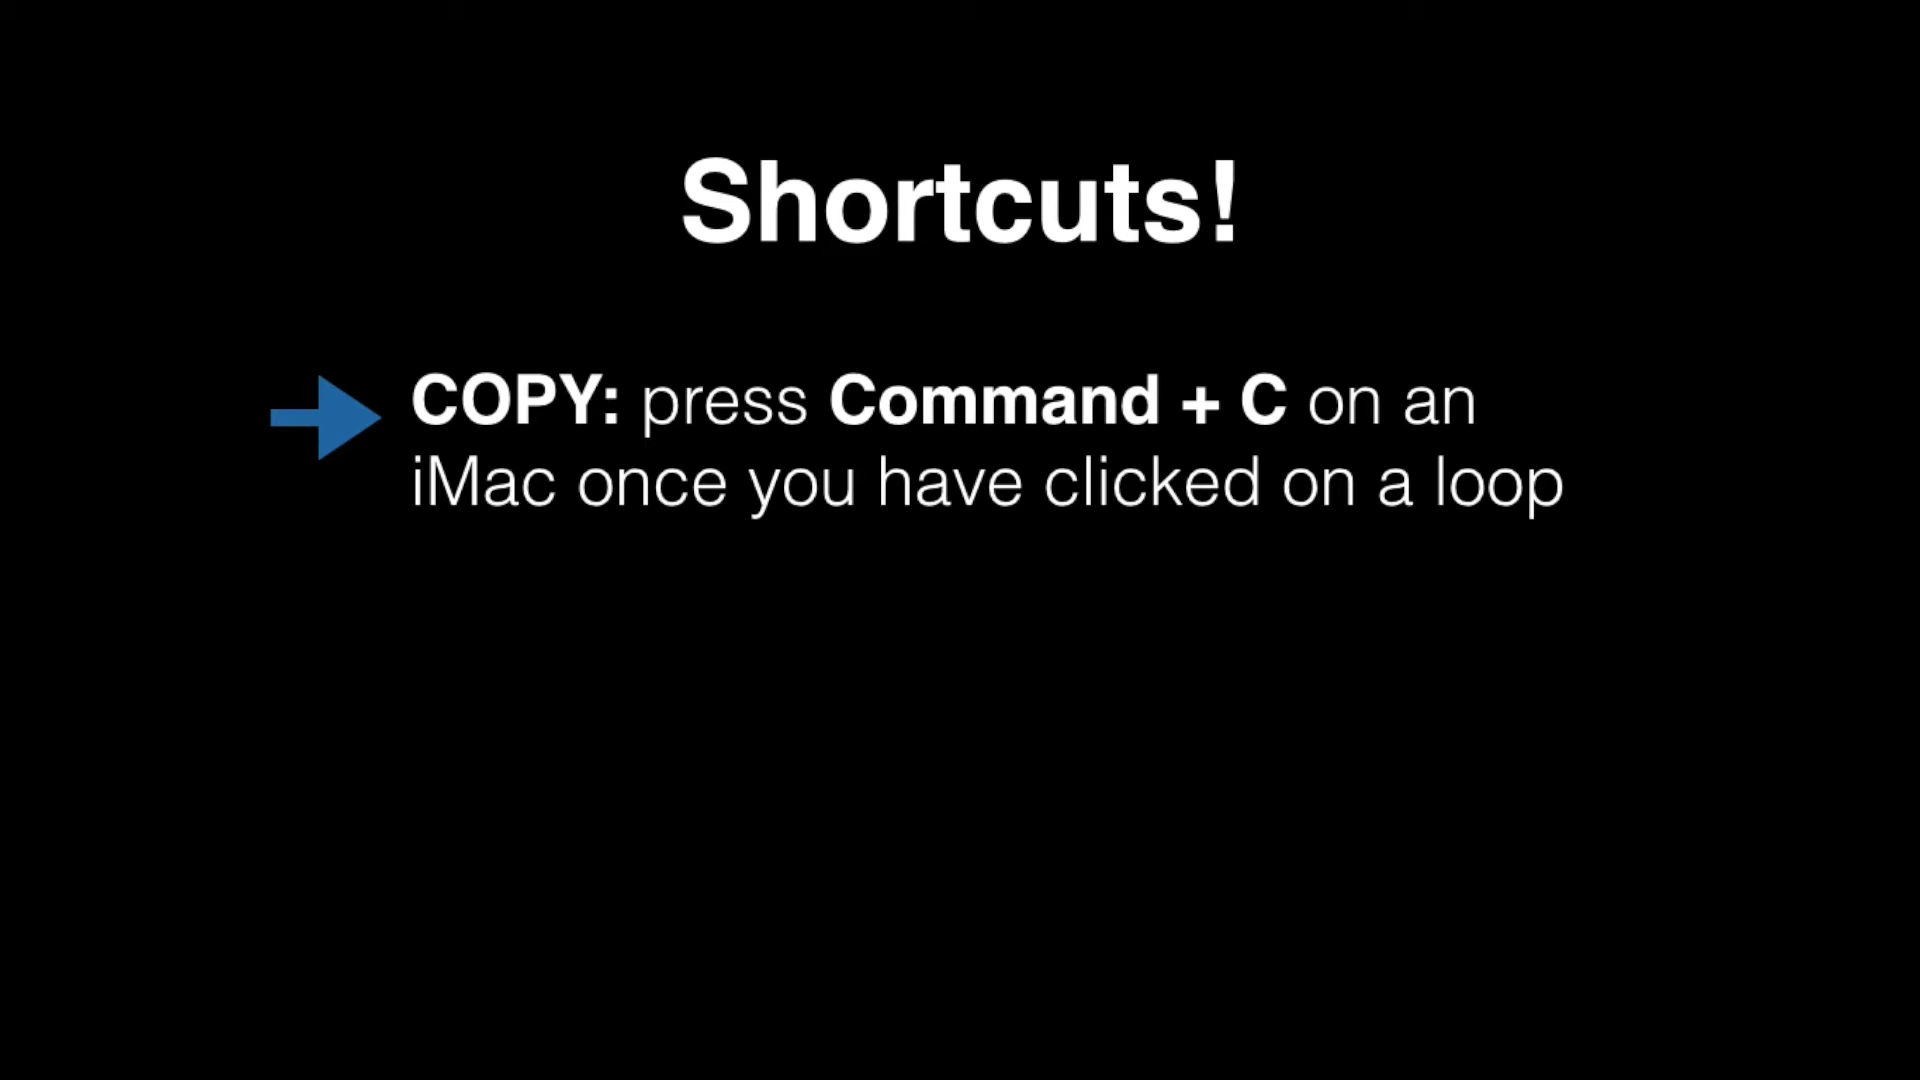 Shortcuts!
COPY: press Command + C on an
iMac once you have clicked on a loop